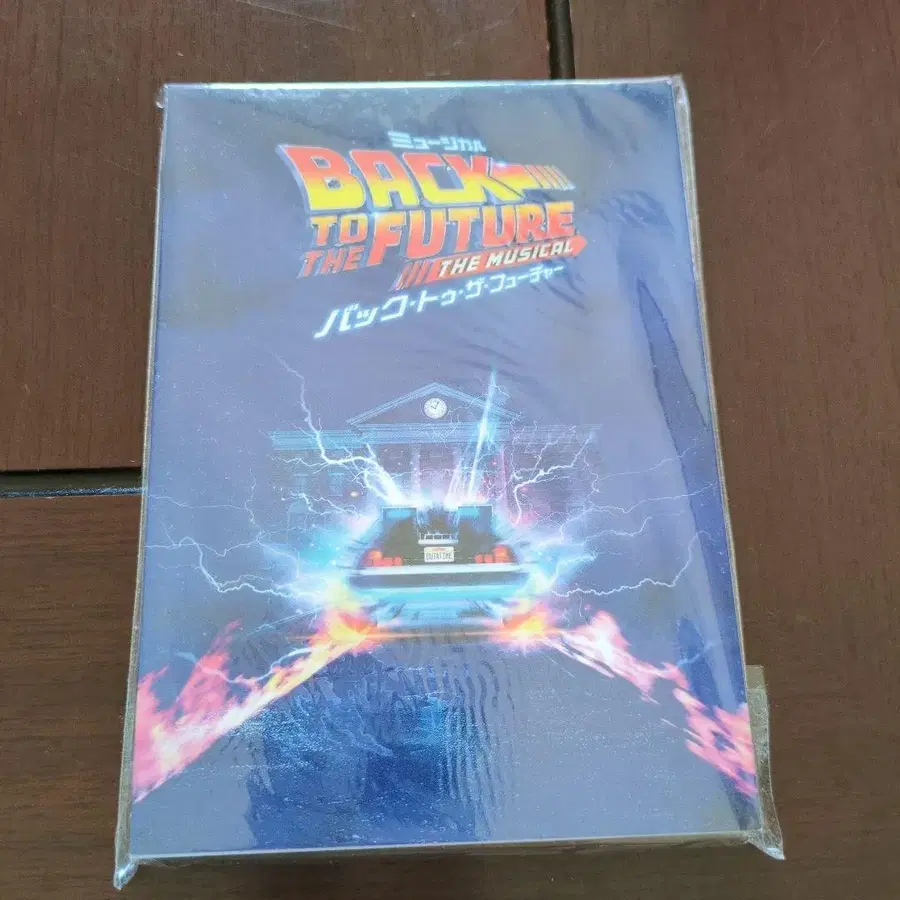 ミュージカル
BACK
TO THE FUTURE
THE MUSICAL
バック・トゥ・ザ・フューチャー
OUTATIME